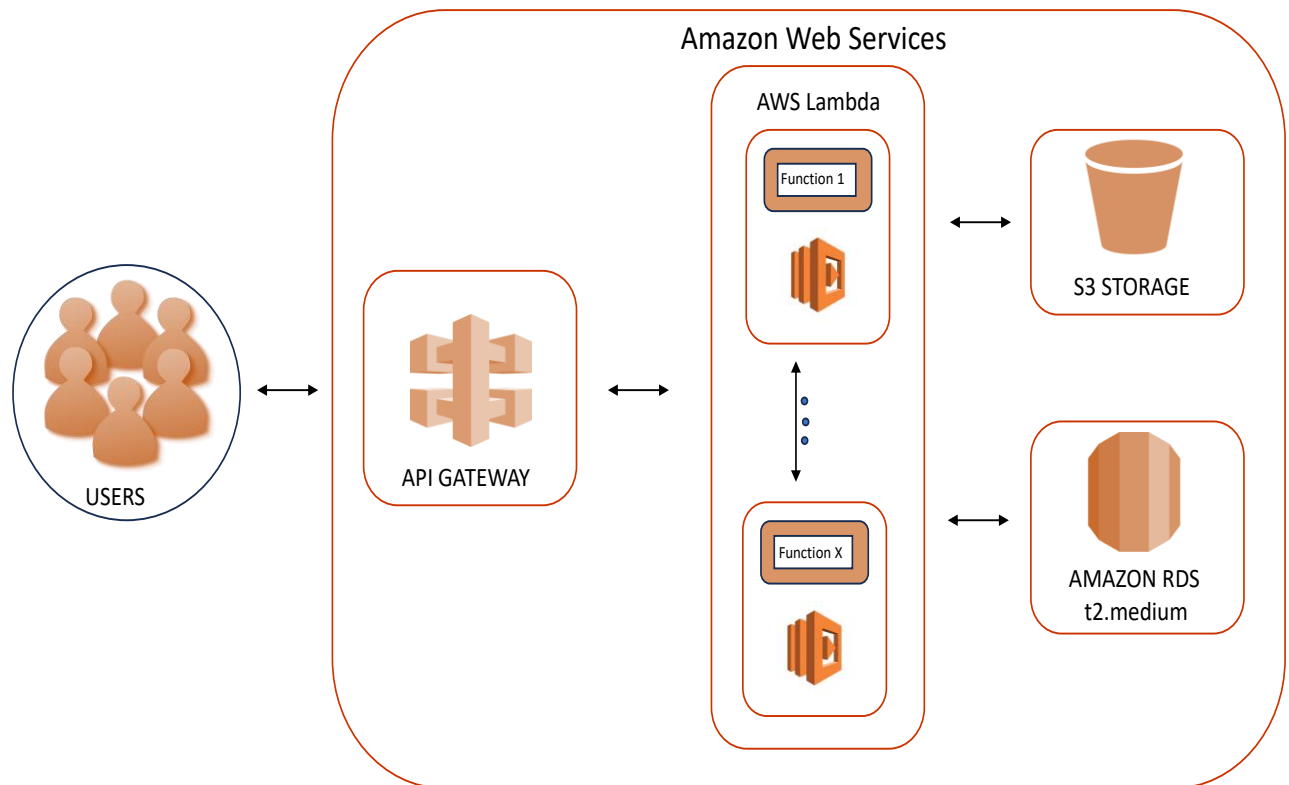 Amazon Web Services
AWS Lambda
Function 1
S3 STORAGE
USERS
API GATEWAY
Function X
AMAZON RDS
t2.medium